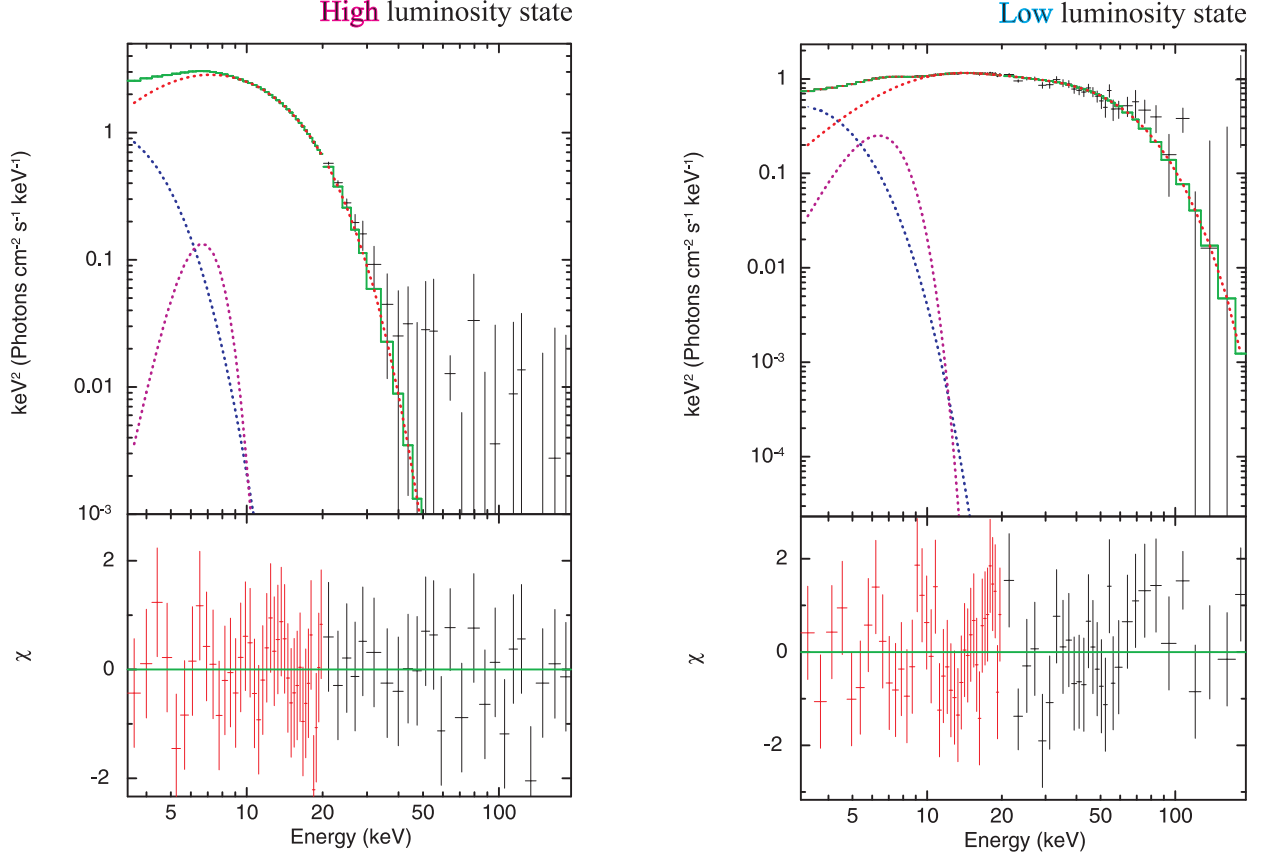 High luminosity state
keV² (Photons cm⁻² s⁻¹ keV⁻¹)
1
0.1
0.01
10⁻³
χ
2
0
-2
5 10 20 50 100
Energy (keV)
Low luminosity state
keV² (Photons cm⁻² s⁻¹ keV⁻¹)
1
0.1
0.01
10⁻³
10⁻⁴
χ
2
0
-2
5 10 20 50 100
Energy (keV)